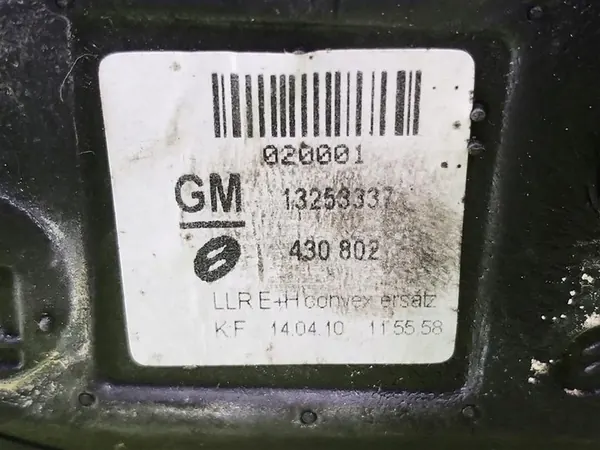 020001
GM 13253337
430 802
LLR E+H convex ersatz
KF 14.04.10 11:55:58